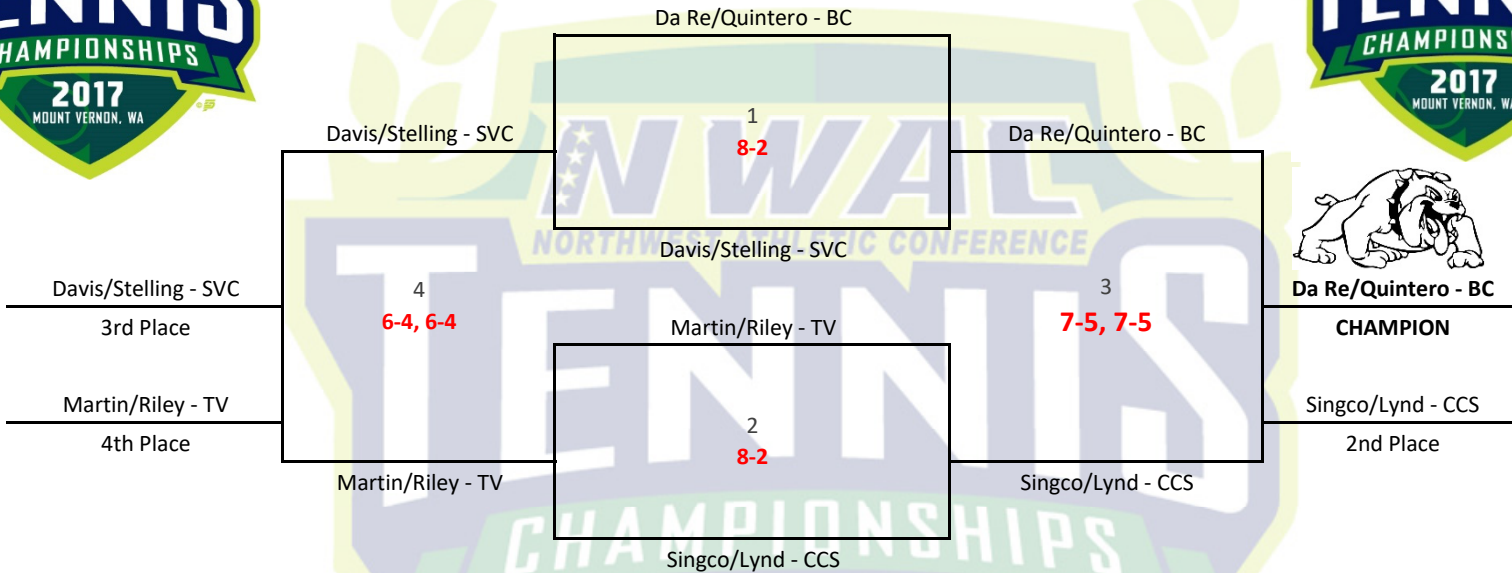 Da Re/Quintero - BC
TENNIS
CHAMPIONSHIPS
2017
MOUNT VERNON, WA
CHAMPIONS
2017
MOUNT VERNON, WA
1
8-2
Davis/Stelling - SVC
Da Re/Quintero - BC
NWAC
NORTHWEST ATHLETIC CONFERENCE
Davis/Stelling - SVC
Davis/Stelling - SVC
3rd Place
4
6-4, 6-4
3
7-5, 7-5
Da Re/Quintero - BC
CHAMPION
TENNIS
Martin/Riley - TV
Martin/Riley - TV
4th Place
2
8-2
Singco/Lynd - CCS
2nd Place
Martin/Riley - TV
Singco/Lynd - CCS
CHAMPIONSHIPS
Singco/Lynd - CCS